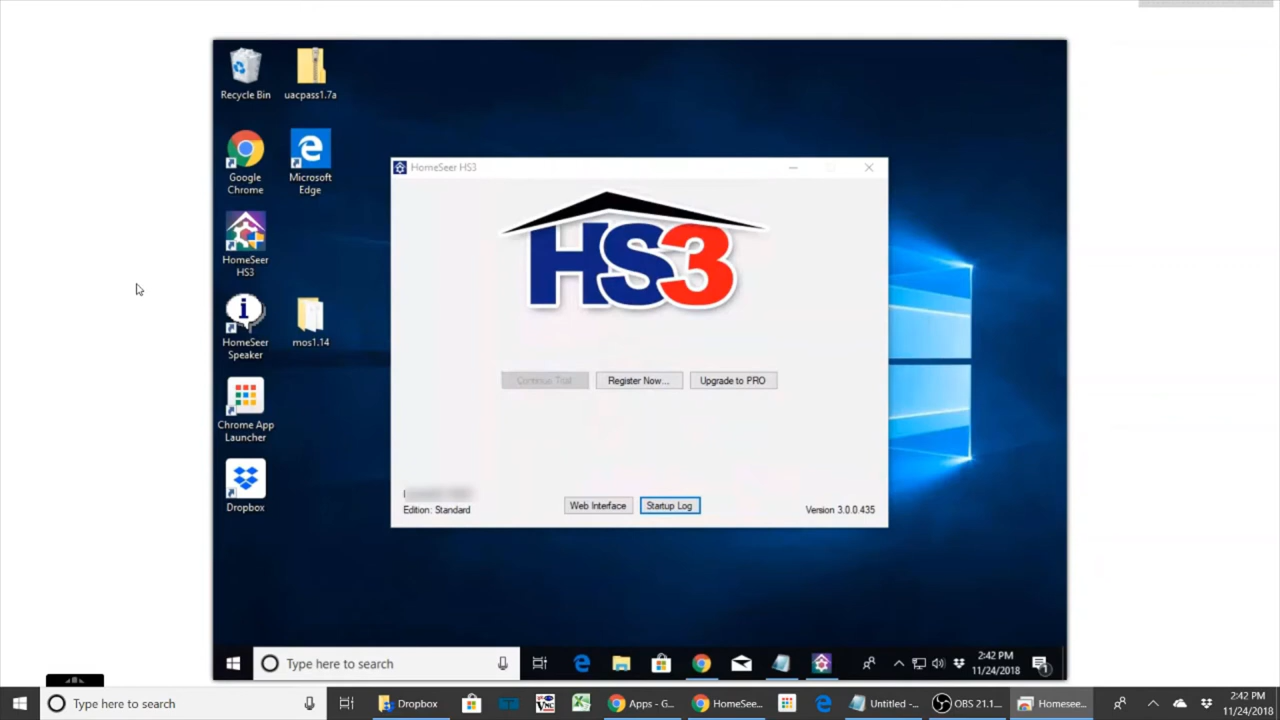 Recycle Bin
uacpass1.7a
Google
Chrome
Microsoft
Edge
HomeSeer
HS3
HomeSeer
Speaker
mos1.14
Chrome App
Launcher
Dropbox
HomeSeer HS3
HS3
Continue Trial
Register Now...
Upgrade to PRO
Edition: Standard
Web Interface
Startup Log
Version 3.0.0.435
Type here to search
2:42 PM
11/24/2018
1
Type here to search
Dropbox
Apps - G...
HomeSee...
Untitled -...
OBS 21.1....
Homesee...
2:42 PM
11/24/2018